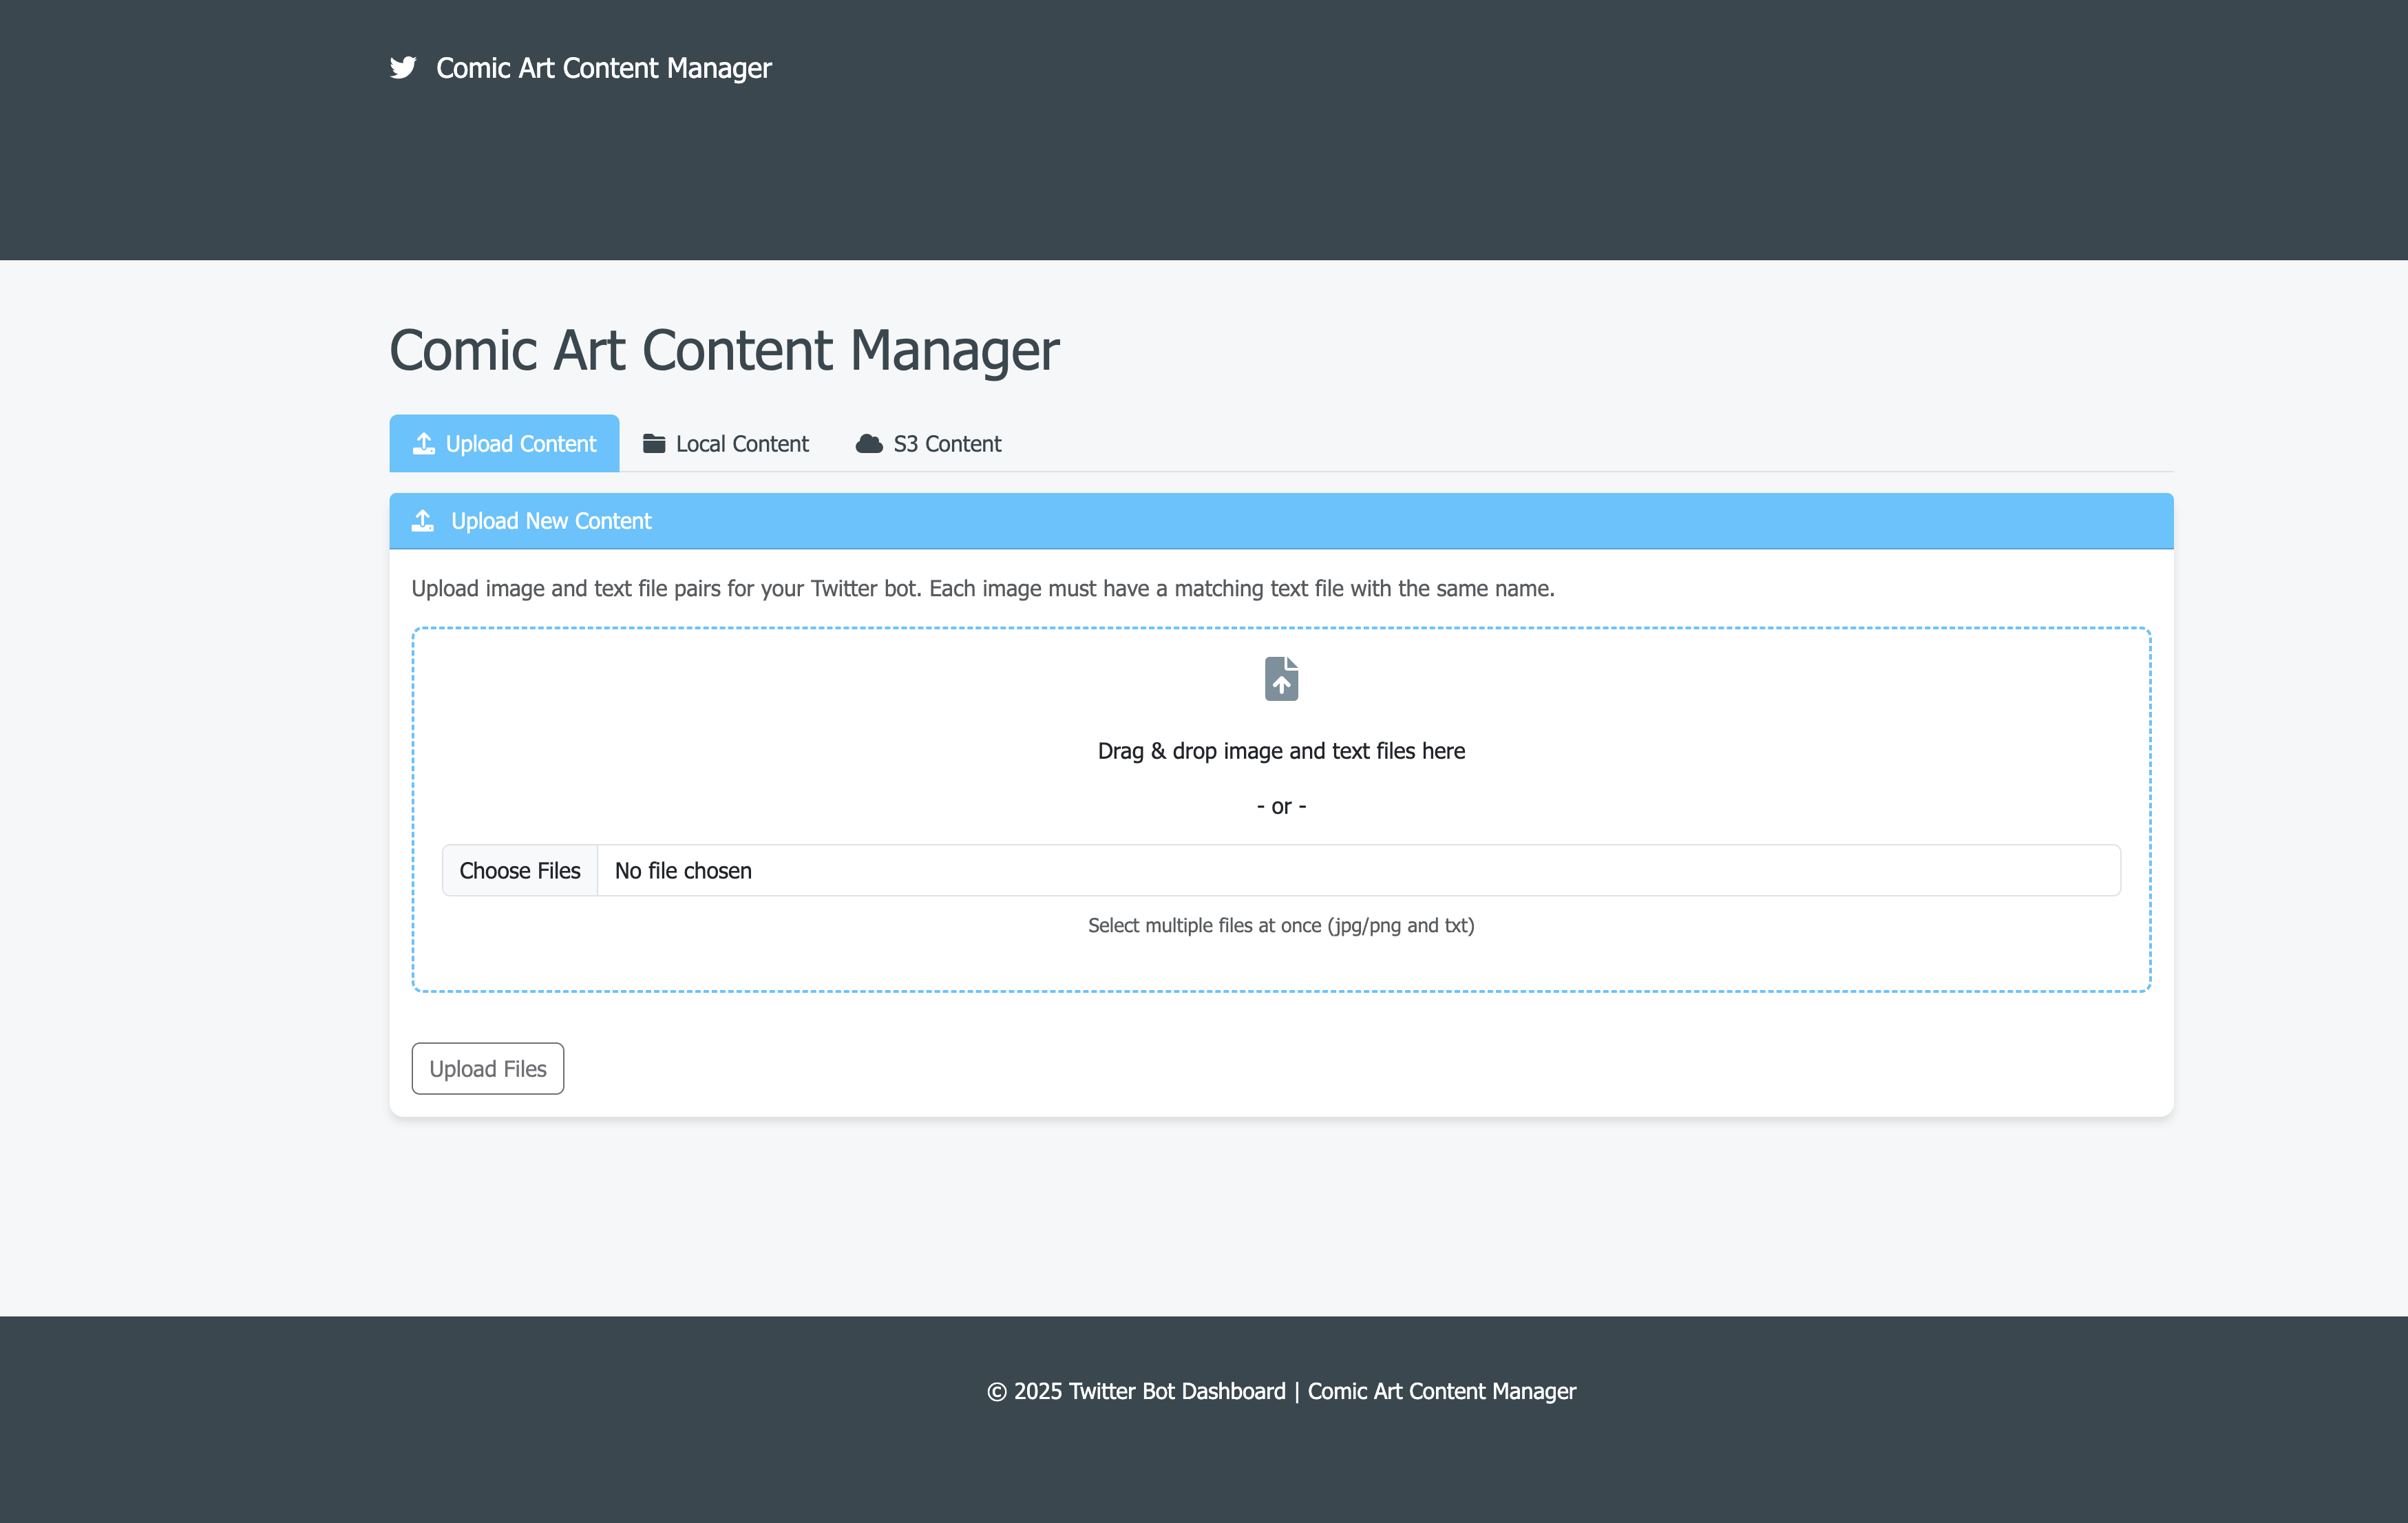 Comic Art Content Manager
Comic Art Content Manager
Upload Content
Local Content
S3 Content
Upload New Content
Upload image and text file pairs for your Twitter bot. Each image must have a matching text file with the same name.
Drag & drop image and text files here
- or -
Choose Files
No file chosen
Select multiple files at once (jpg/png and txt)
Upload Files
© 2025 Twitter Bot Dashboard | Comic Art Content Manager